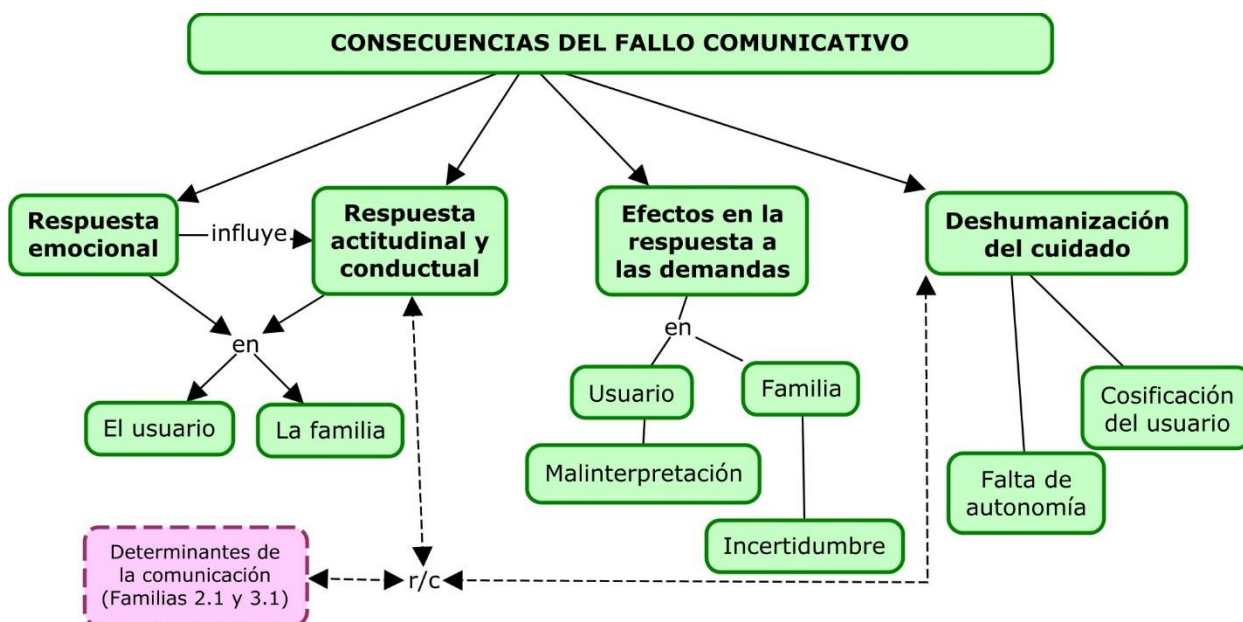 CONSECUENCIAS DEL FALLO COMUNICATIVO
Respuesta
emocional
influye
Respuesta
actitudinal y
conductual
Efectos en la
respuesta a
las demandas
Deshumanización
del cuidado
en
El usuario
La familia
en
Usuario
Familia
Malinterpretación
Incertidumbre
Cosificación
del usuario
Falta de
autonomía
Determinantes de
la comunicación
(Familias 2.1 y 3.1)
r/c